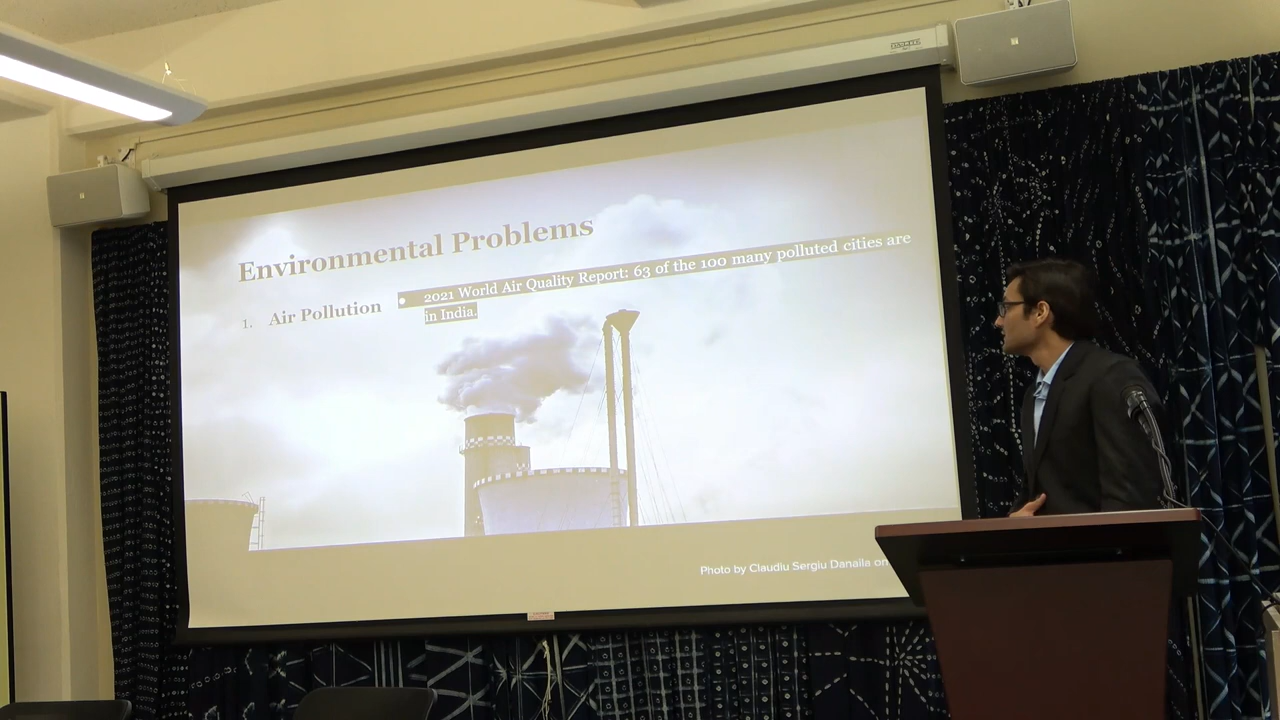 Environmental Problems
1. Air Pollution
• 2021 World Air Quality Report: 63 of the 100 many polluted cities are
in India.
Photo by Claudiu Sergiu Danaila on